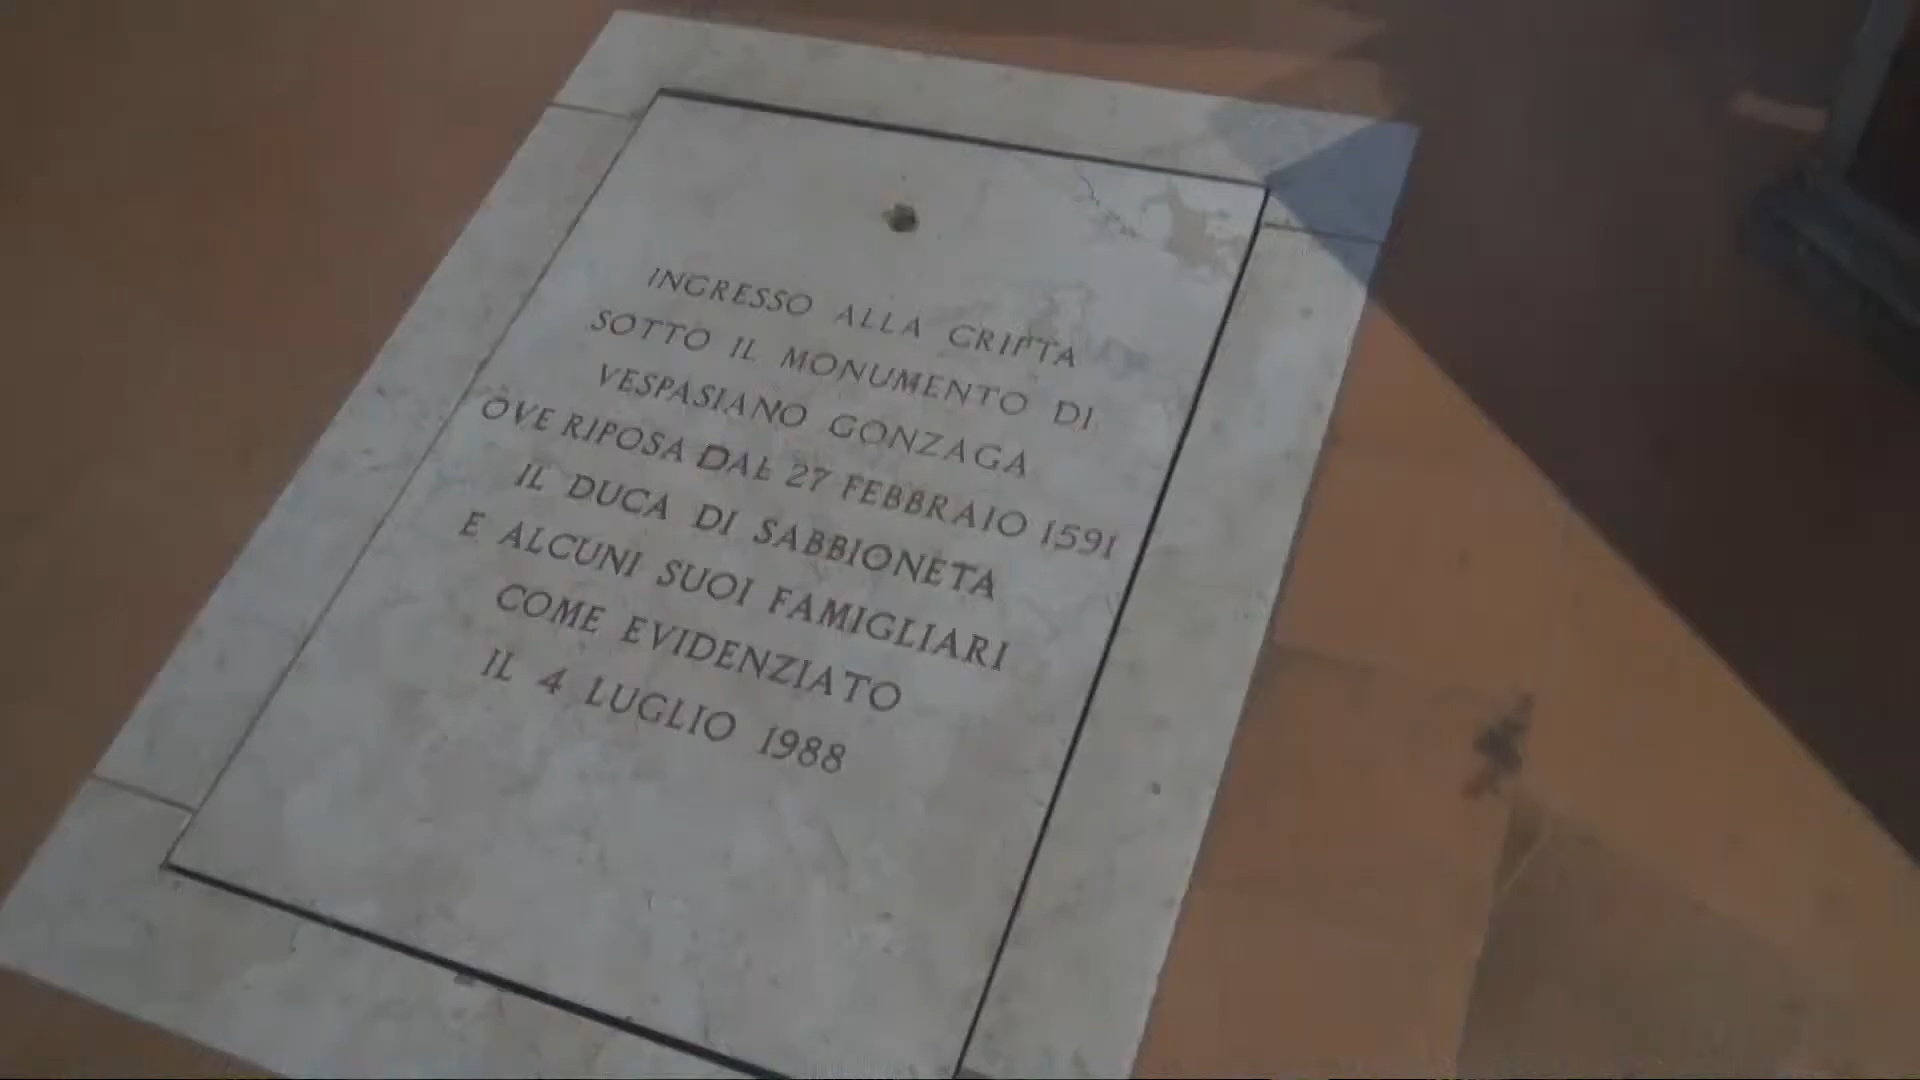 INGRESSO ALLA CRIPTA
SOTTO IL MONUMENTO DI
VESPASIANO GONZAGA
OVE RIPOSA DAL 27 FEBBRAIO 1591
IL DUCA DI SABBIONETA
E ALCUNI SUOI FAMIGLIARI
COME EVIDENZIATO
IL 4 LUGLIO 1988